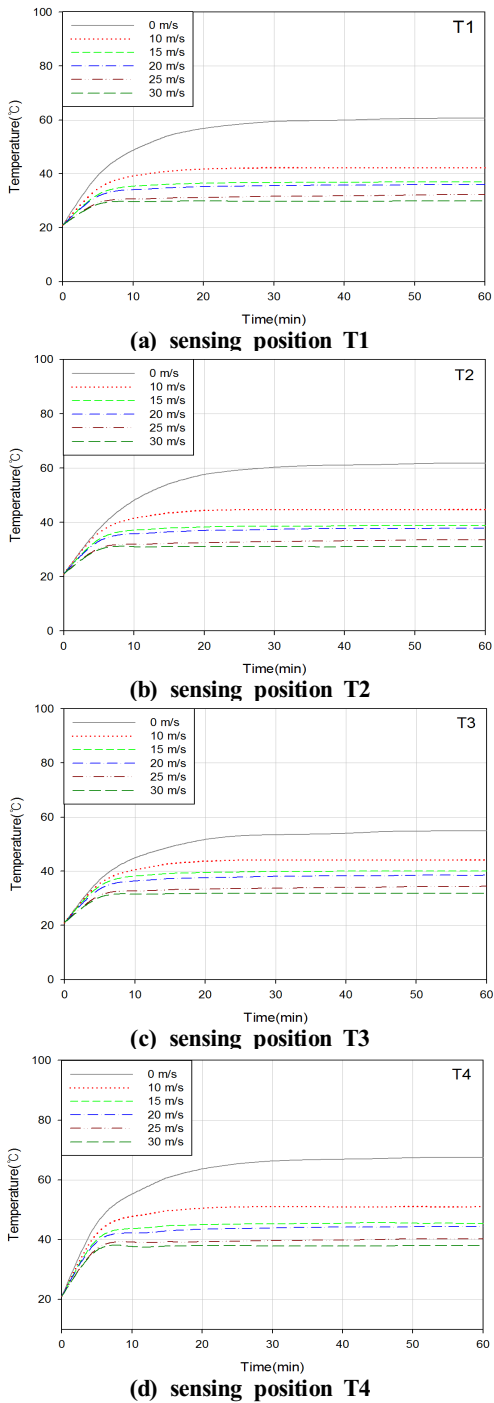 100
80
60
40
20
0
Temperature(℃)
0 m/s
10 m/s
15 m/s
20 m/s
25 m/s
30 m/s
T1
0 10 20 30 40 50 60
Time(min)
(a) sensing position T1
100
80
60
40
20
0
Temperature(℃)
0 m/s
10 m/s
15 m/s
20 m/s
25 m/s
30 m/s
T2
0 10 20 30 40 50 60
Time(min)
(b) sensing position T2
100
80
60
40
20
0
Temperature(℃)
0 m/s
10 m/s
15 m/s
20 m/s
25 m/s
30 m/s
T3
0 10 20 30 40 50 60
Time(min)
(c) sensing position T3
100
80
60
40
20
Temperature(℃)
0 m/s
10 m/s
15 m/s
20 m/s
25 m/s
30 m/s
T4
0 10 20 30 40 50 60
Time(min)
(d) sensing position T4